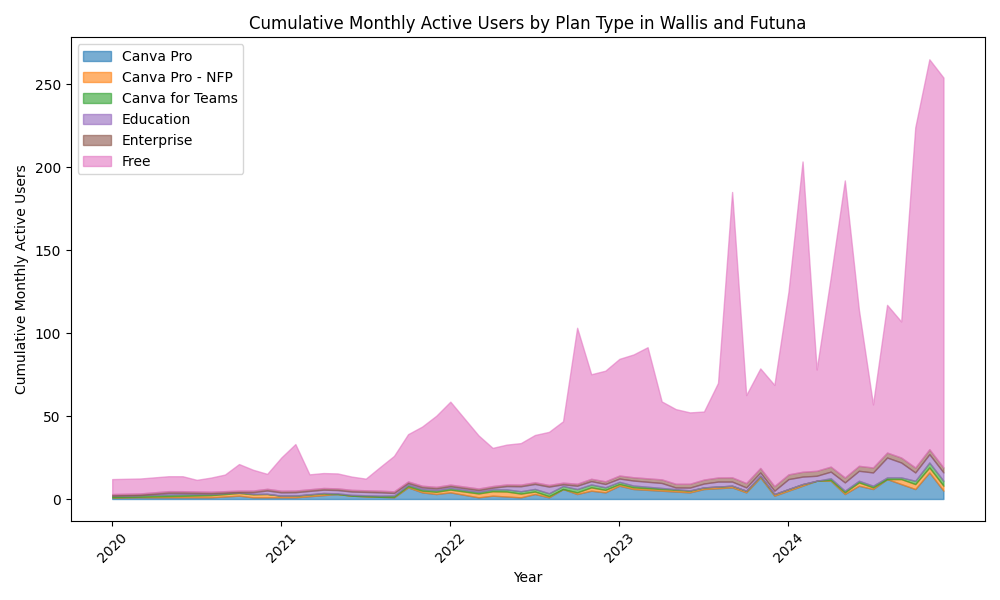 Cumulative Monthly Active Users by Plan Type in Wallis and Futuna
Canva Pro
Canva Pro - NFP
Canva for Teams
Education
Enterprise
Free
Cumulative Monthly Active Users
250
200
150
100
50
0
2020
2021
2022
2023
2024
Year